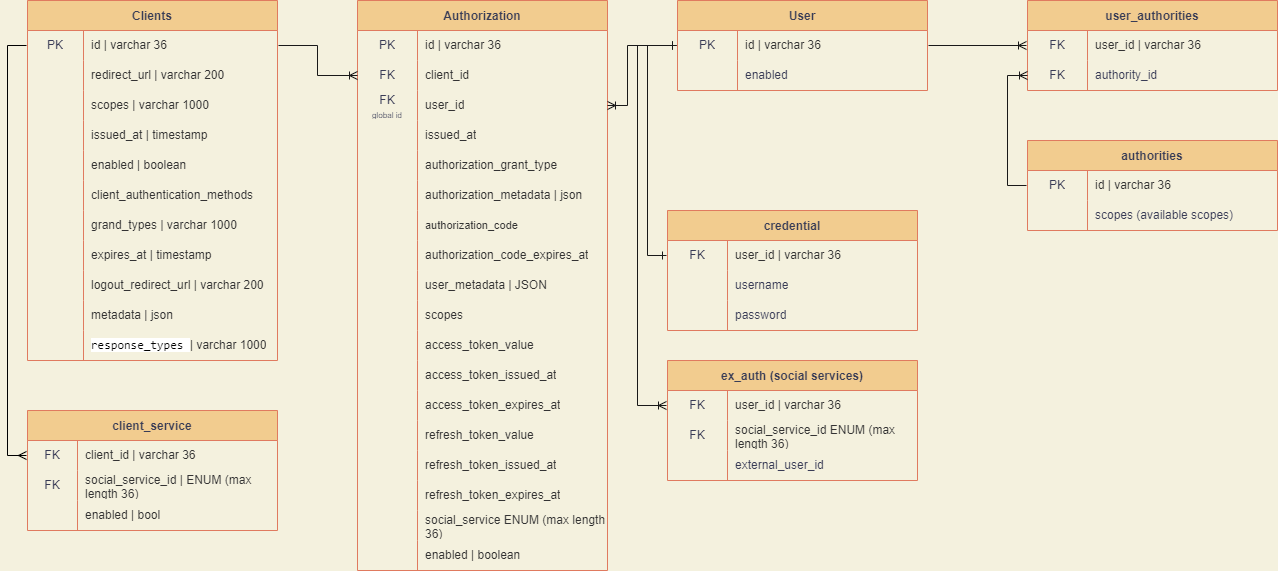 Clients
PK id | varchar 36
redirect_url | varchar 200
scopes | varchar 1000
issued_at | timestamp
enabled | boolean
client_authentication_methods
grand_types | varchar 1000
expires_at | timestamp
logout_redirect_url | varchar 200
metadata | json
response_types | varchar 1000
client_service
FK client_id | varchar 36
FK social_service_id | ENUM (max
length 36)
enabled | bool
Authorization
PK id | varchar 36
FK client_id
FK user_id
global id
issued_at
authorization_grant_type
authorization_metadata | json
authorization_code
authorization_code_expires_at
user_metadata | JSON
scopes
access_token_value
access_token_issued_at
access_token_expires_at
refresh_token_value
refresh_token_issued_at
refresh_token_expires_at
social_service ENUM (max length
36)
enabled | boolean
User
PK id | varchar 36
enabled
credential
FK user_id | varchar 36
username
password
ex_auth (social services)
FK user_id | varchar 36
FK social_service_id ENUM (max
length 36)
external_user_id
user_authorities
FK user_id | varchar 36
FK authority_id
authorities
PK id | varchar 36
scopes (available scopes)